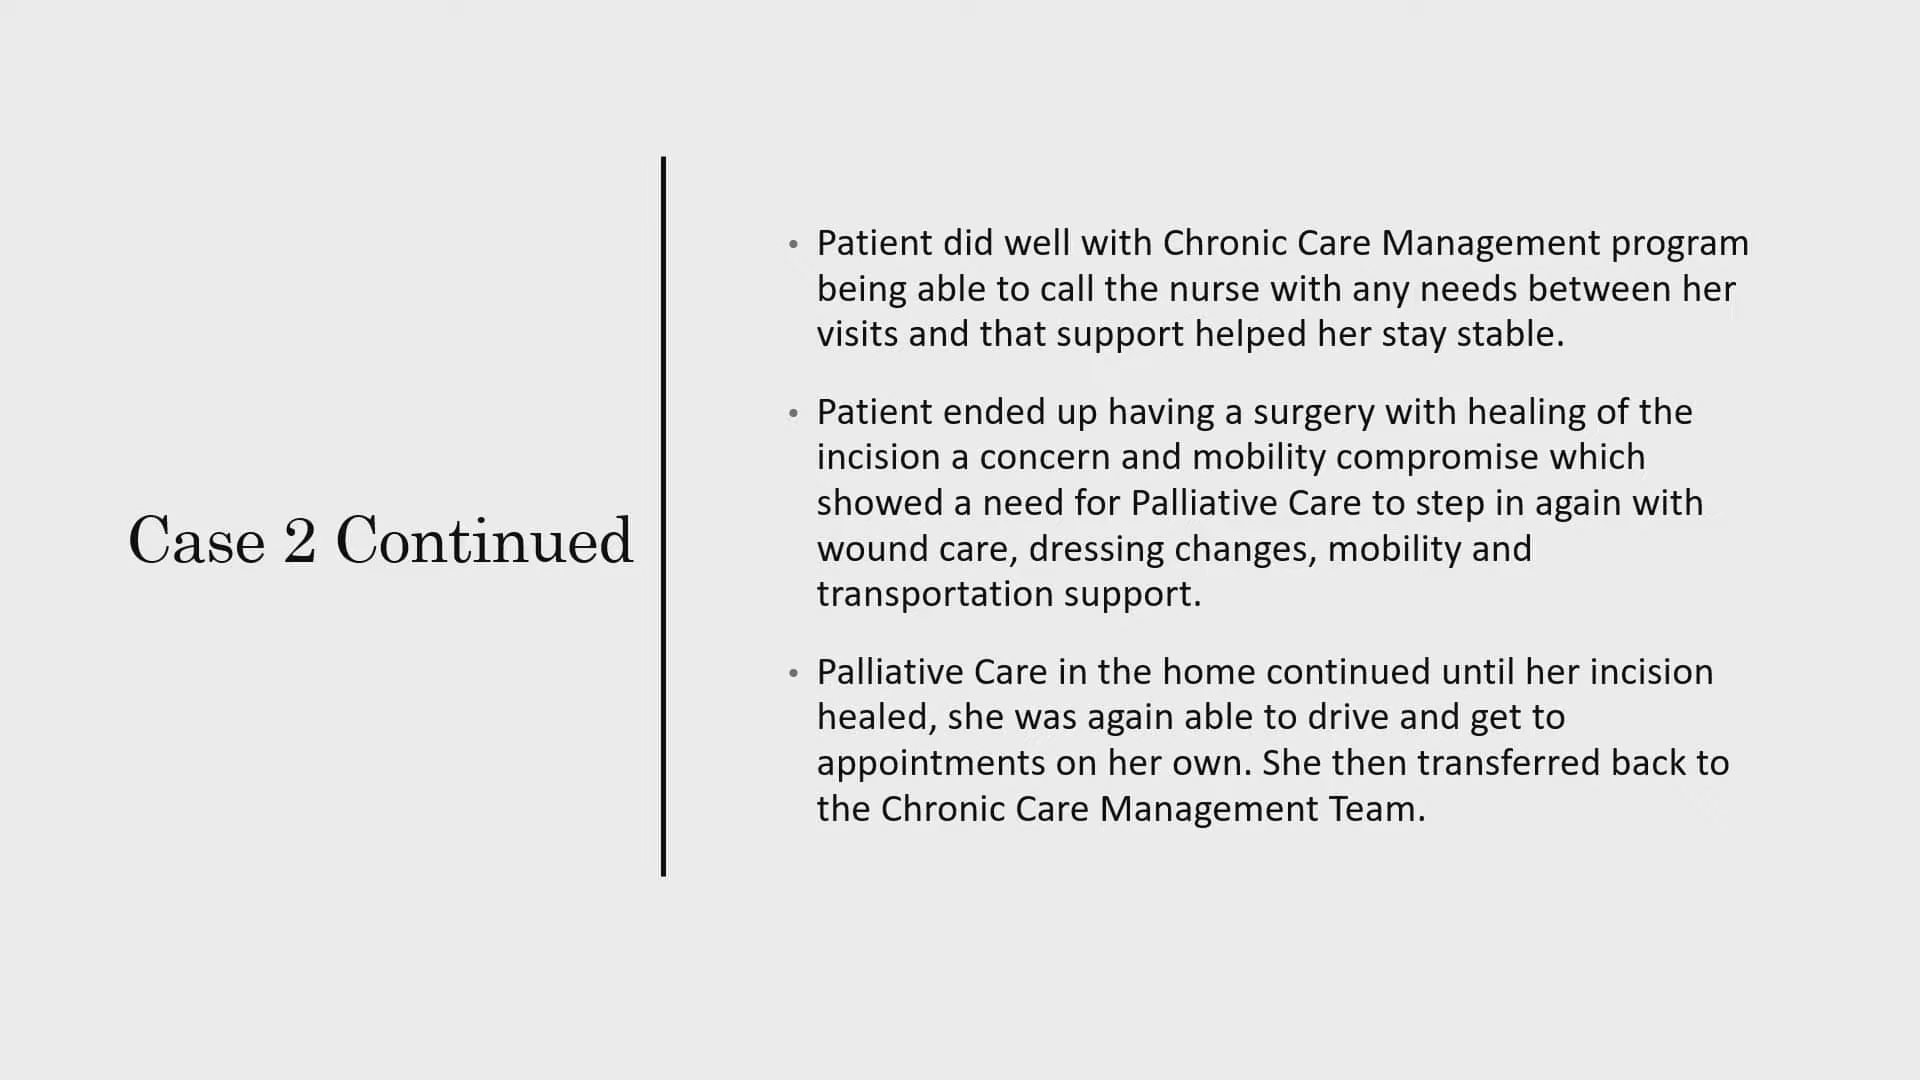 Case 2 Continued
• Patient did well with Chronic Care Management program
being able to call the nurse with any needs between her
visits and that support helped her stay stable.
• Patient ended up having a surgery with healing of the
incision a concern and mobility compromise which
showed a need for Palliative Care to step in again with
wound care, dressing changes, mobility and
transportation support.
• Palliative Care in the home continued until her incision
healed, she was again able to drive and get to
appointments on her own. She then transferred back to
the Chronic Care Management Team.